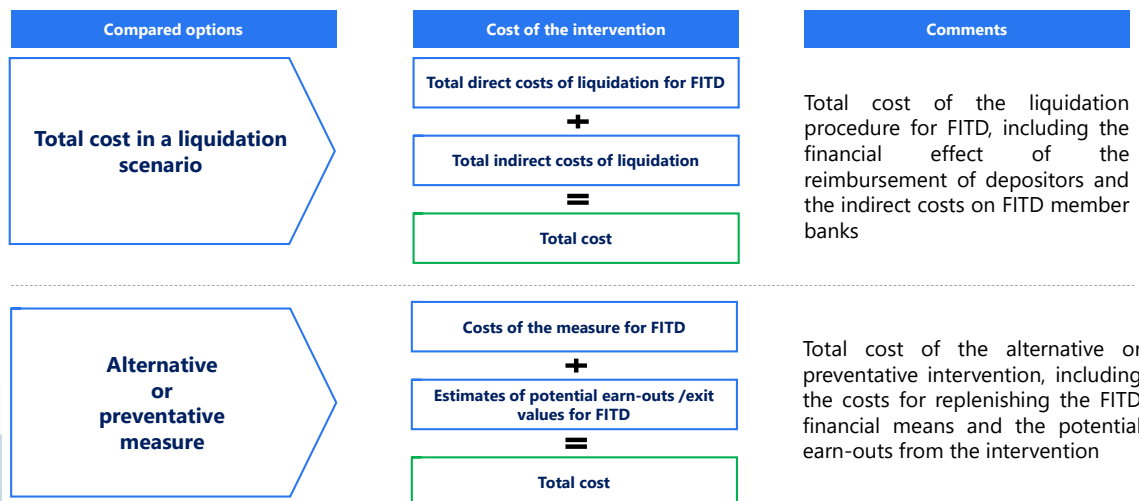 Compared options
Cost of the intervention
Comments
Total cost in a liquidation
scenario
Total direct costs of liquidation for FITD
+
Total indirect costs of liquidation
=
Total cost
Total cost of the liquidation
procedure for FITD, including the
financial effect of the
reimbursement of depositors and
the indirect costs on FITD member
banks
Alternative
or
preventative
measure
Costs of the measure for FITD
+
Estimates of potential earn-outs /exit
values for FITD
=
Total cost
Total cost of the alternative or
preventative intervention, including
the costs for replenishing the FITD
financial means and the potential
earn-outs from the intervention